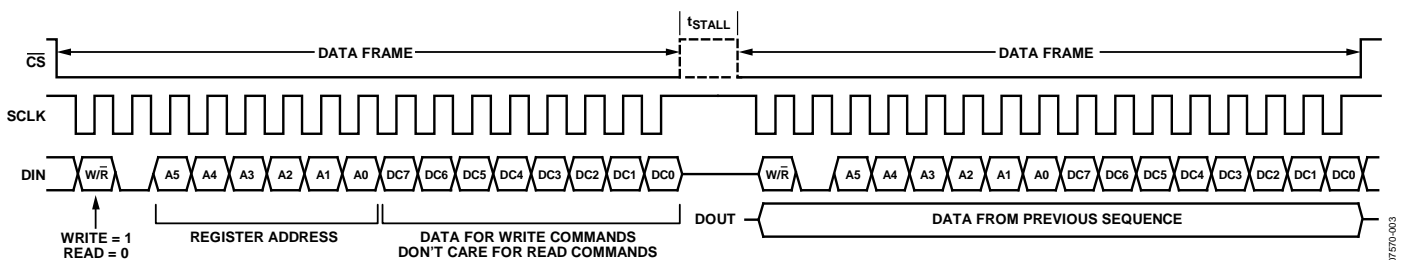 tSTALL
DATA FRAME
DATA FRAME
CS
SCLK
DIN
W/R A5 A4 A3 A2 A1 A0 DC7 DC6 DC5 DC4 DC3 DC2 DC1 DC0
W/R A5 A4 A3 A2 A1 A0 DC7 DC6 DC5 DC4 DC3 DC2 DC1 DC0
WRITE = 1
READ = 0
REGISTER ADDRESS
DATA FOR WRITE COMMANDS
DON'T CARE FOR READ COMMANDS
DOUT
DATA FROM PREVIOUS SEQUENCE
07570-003